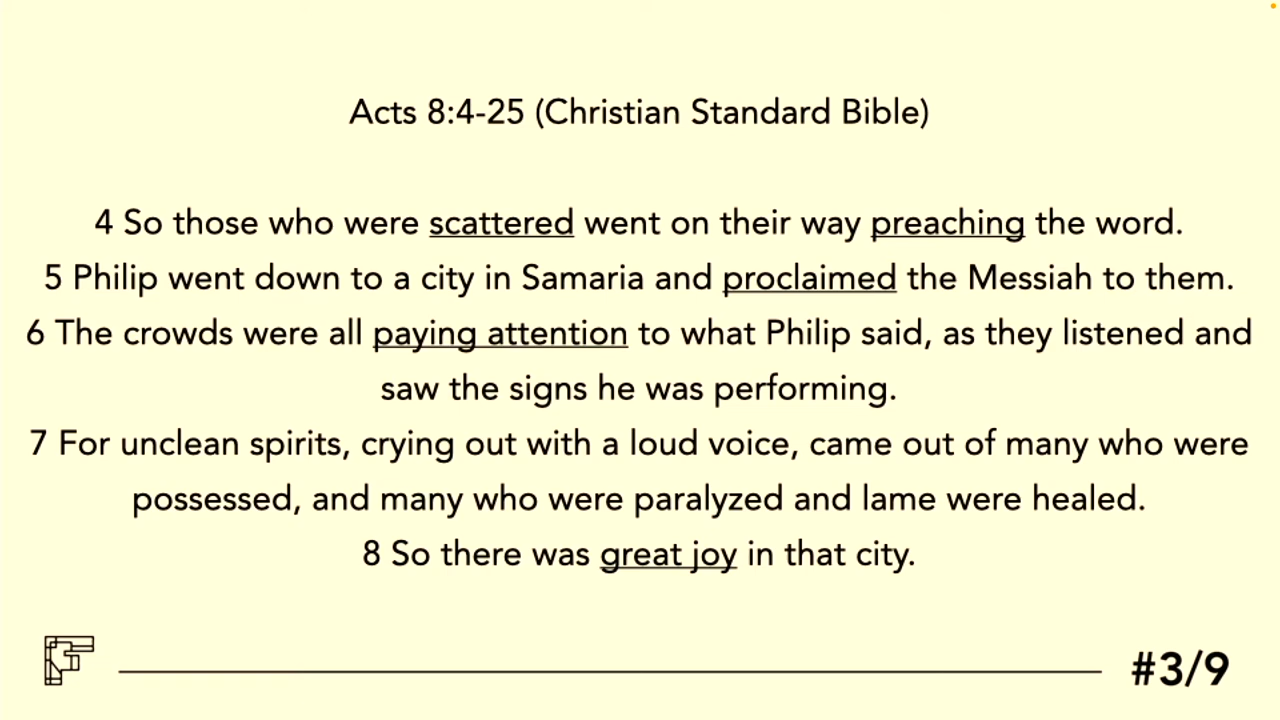 Acts 8:4-25 (Christian Standard Bible)
4 So those who were scattered went on their way preaching the word.
5 Philip went down to a city in Samaria and proclaimed the Messiah to them.
6 The crowds were all paying attention to what Philip said, as they listened and
saw the signs he was performing.
7 For unclean spirits, crying out with a loud voice, came out of many who were
possessed, and many who were paralyzed and lame were healed.
8 So there was great joy in that city.
#3/9